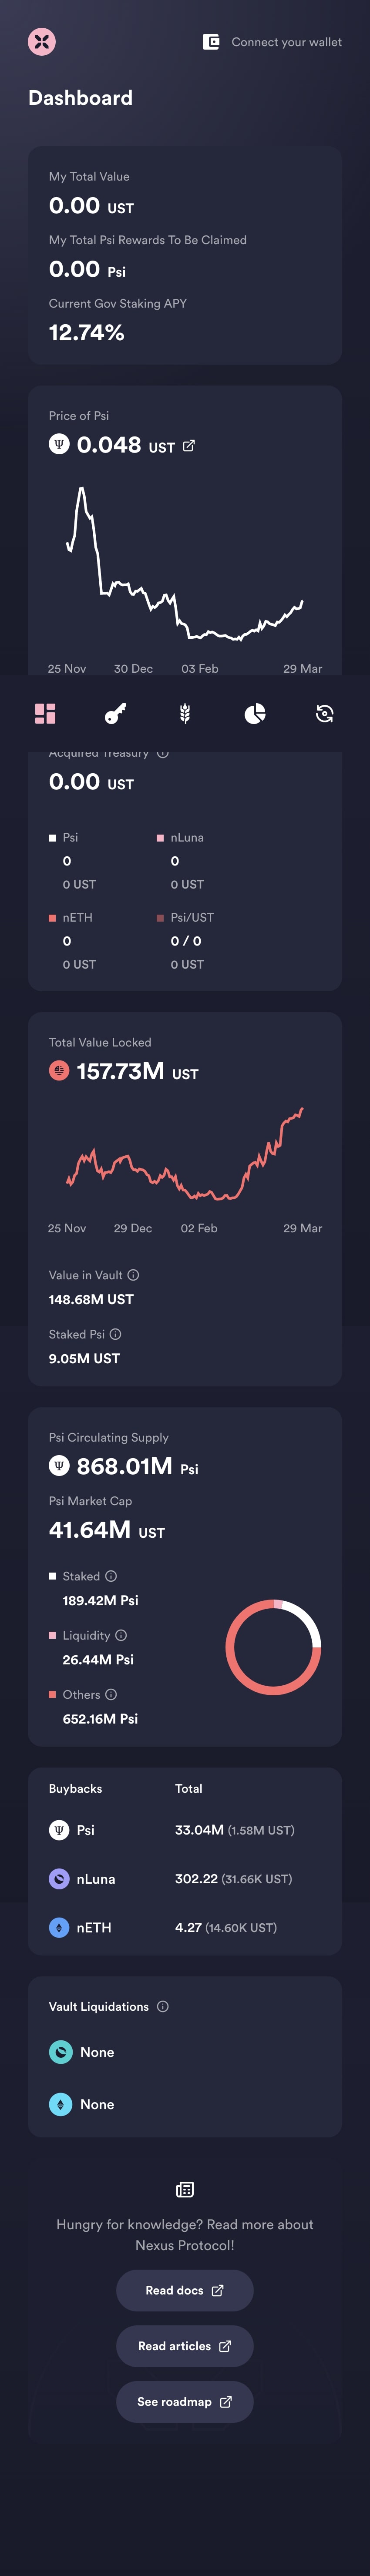 Connect your wallet
Dashboard
My Total Value
0.00 UST
My Total Psi Rewards To Be Claimed
0.00 Psi
Current Gov Staking APY
12.74%
Price of Psi
0.048 UST
25 Nov 30 Dec 03 Feb 29 Mar
Acquired Treasury
0.00 UST
Psi nLuna
0 0
0 UST 0 UST
nETH Psi/UST
0 0 / 0
0 UST 0 UST
Total Value Locked
157.73M UST
25 Nov 29 Dec 02 Feb 29 Mar
Value in Vault
148.68M UST
Staked Psi
9.05M UST
Psi Circulating Supply
868.01M Psi
Psi Market Cap
41.64M UST
Staked
189.42M Psi
Liquidity
26.44M Psi
Others
652.16M Psi
Buybacks Total
Psi 33.04M (1.58M UST)
nLuna 302.22 (31.66K UST)
nETH 4.27 (14.60K UST)
Vault Liquidations
None
None
Hungry for knowledge? Read more about
Nexus Protocol!
Read docs
Read articles
See roadmap